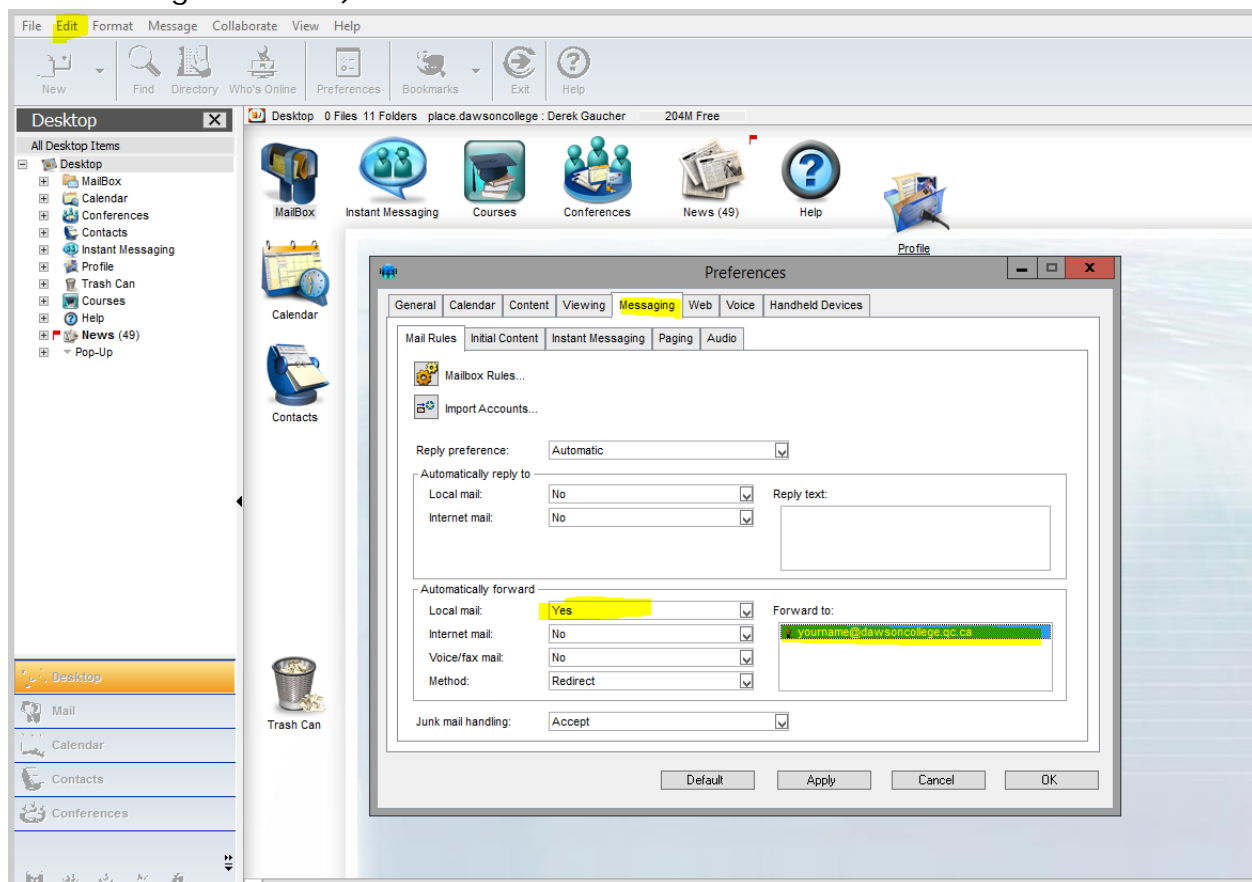 File Edit Format Message Collaborate View Help
New Find Directory Who's Online Preferences Bookmarks Exit Help
Desktop
Desktop 0 Files 11 Folders place.dawsoncollege : Derek Gaucher 204M Free
All Desktop Items
Desktop
MailBox
Calendar
Conferences
Contacts
Instant Messaging
Profile
Trash Can
Courses
Help
News (49)
Pop-Up
MailBox Instant Messaging Courses Conferences News (49) Help
Profile
Calendar
Contacts
Trash Can
Preferences
General Calendar Content Viewing Messaging Web Voice Handheld Devices
Mail Rules Initial Content Instant Messaging Paging Audio
Mailbox Rules...
Import Accounts...
Reply preference: Automatic
Automatically reply to
Local mail: No Reply text:
Internet mail: No
Automatically forward
Local mail: Yes Forward to:
Internet mail: No yourname@dawsoncollege.qc.ca
Voice/fax mail: No
Method: Redirect
Junk mail handling: Accept
Default Apply Cancel OK
Desktop
Mail
Calendar
Contacts
Conferences